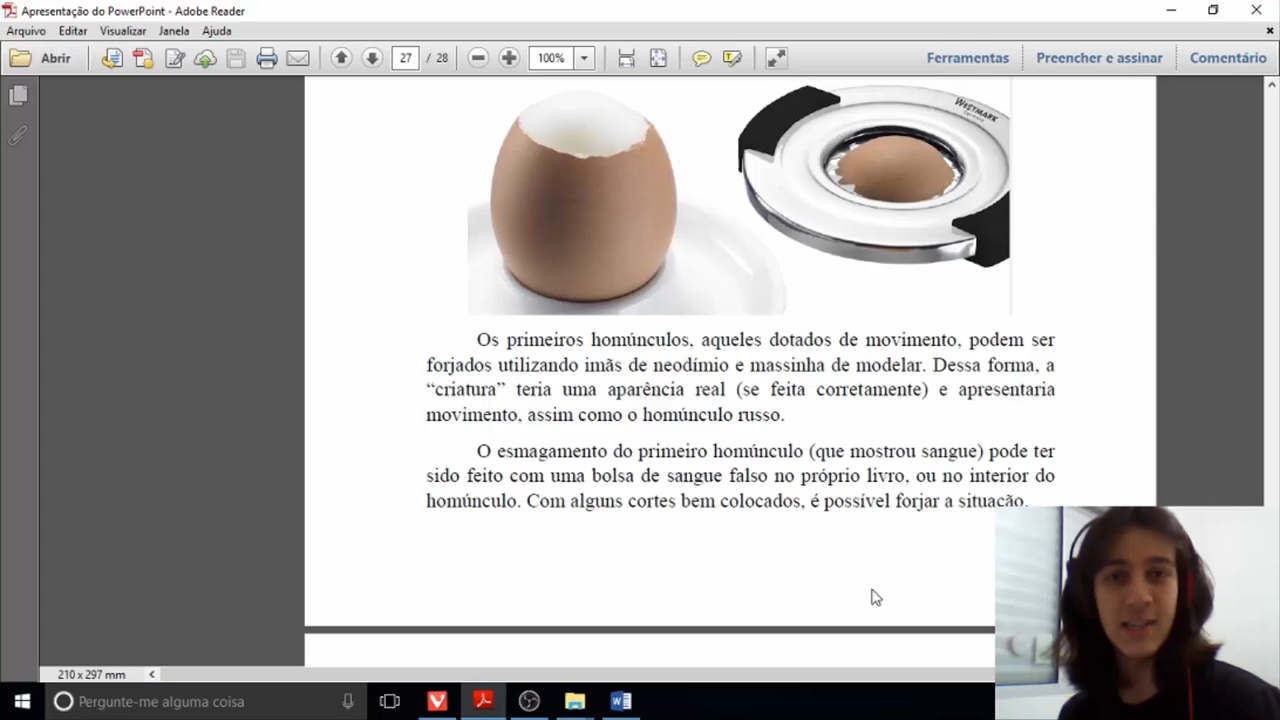 Apresentação do PowerPoint - Adobe Reader
Arquivo Editar Visualizar Janela Ajuda
Abrir 27 / 28 100% Ferramentas Preencher e assinar Comentário
WESTMARK
Germany
Os primeiros homúnculos, aqueles dotados de movimento, podem ser
forjados utilizando imãs de neodímio e massinha de modelar. Dessa forma, a
“criatura” teria uma aparência real (se feita corretamente) e apresentaria
movimento, assim como o homúnculo russo.
O esmagamento do primeiro homúnculo (que mostrou sangue) pode ter
sido feito com uma bolsa de sangue falso no próprio livro, ou no interior do
homúnculo. Com alguns cortes bem colocados, é possível forjar a situação.
210 x 297 mm
Pergunte-me alguma coisa